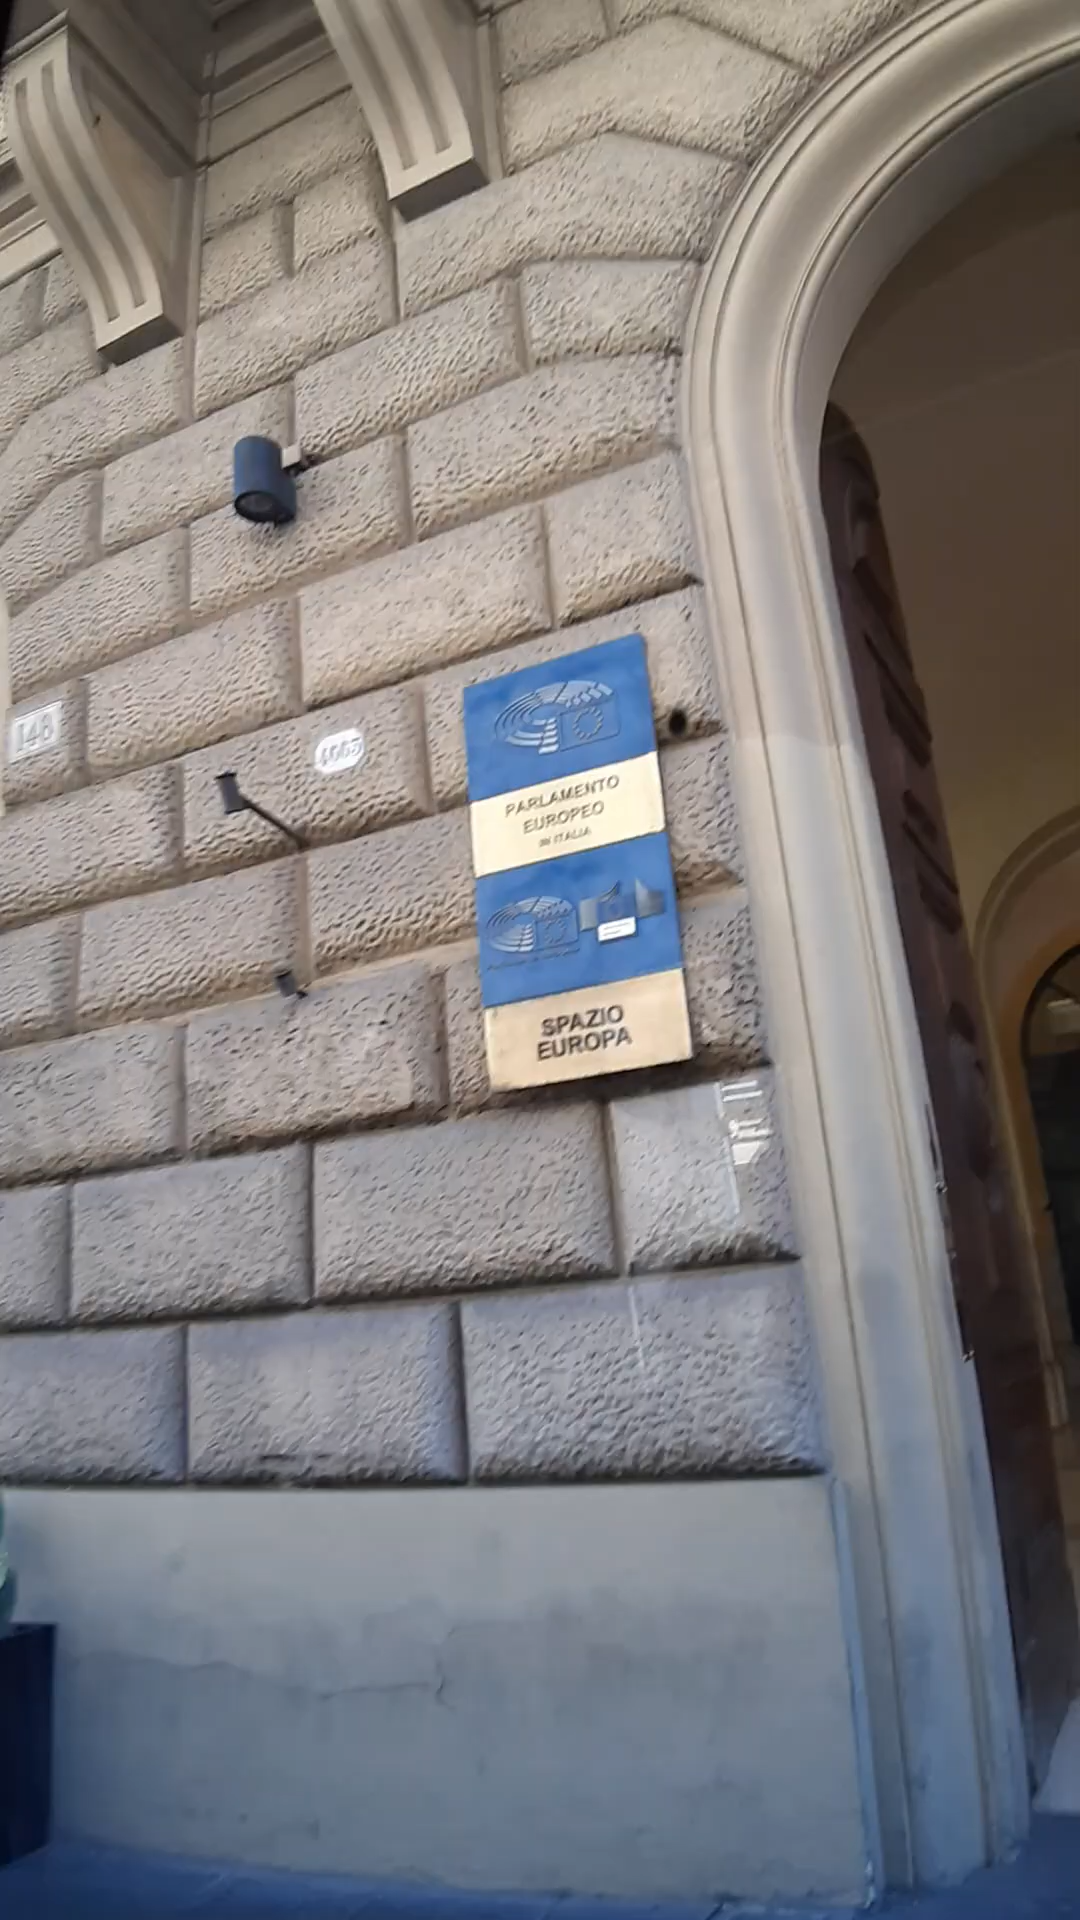 148
PARLAMENTO
EUROPEO
IN ITALIA
SPAZIO
EUROPA